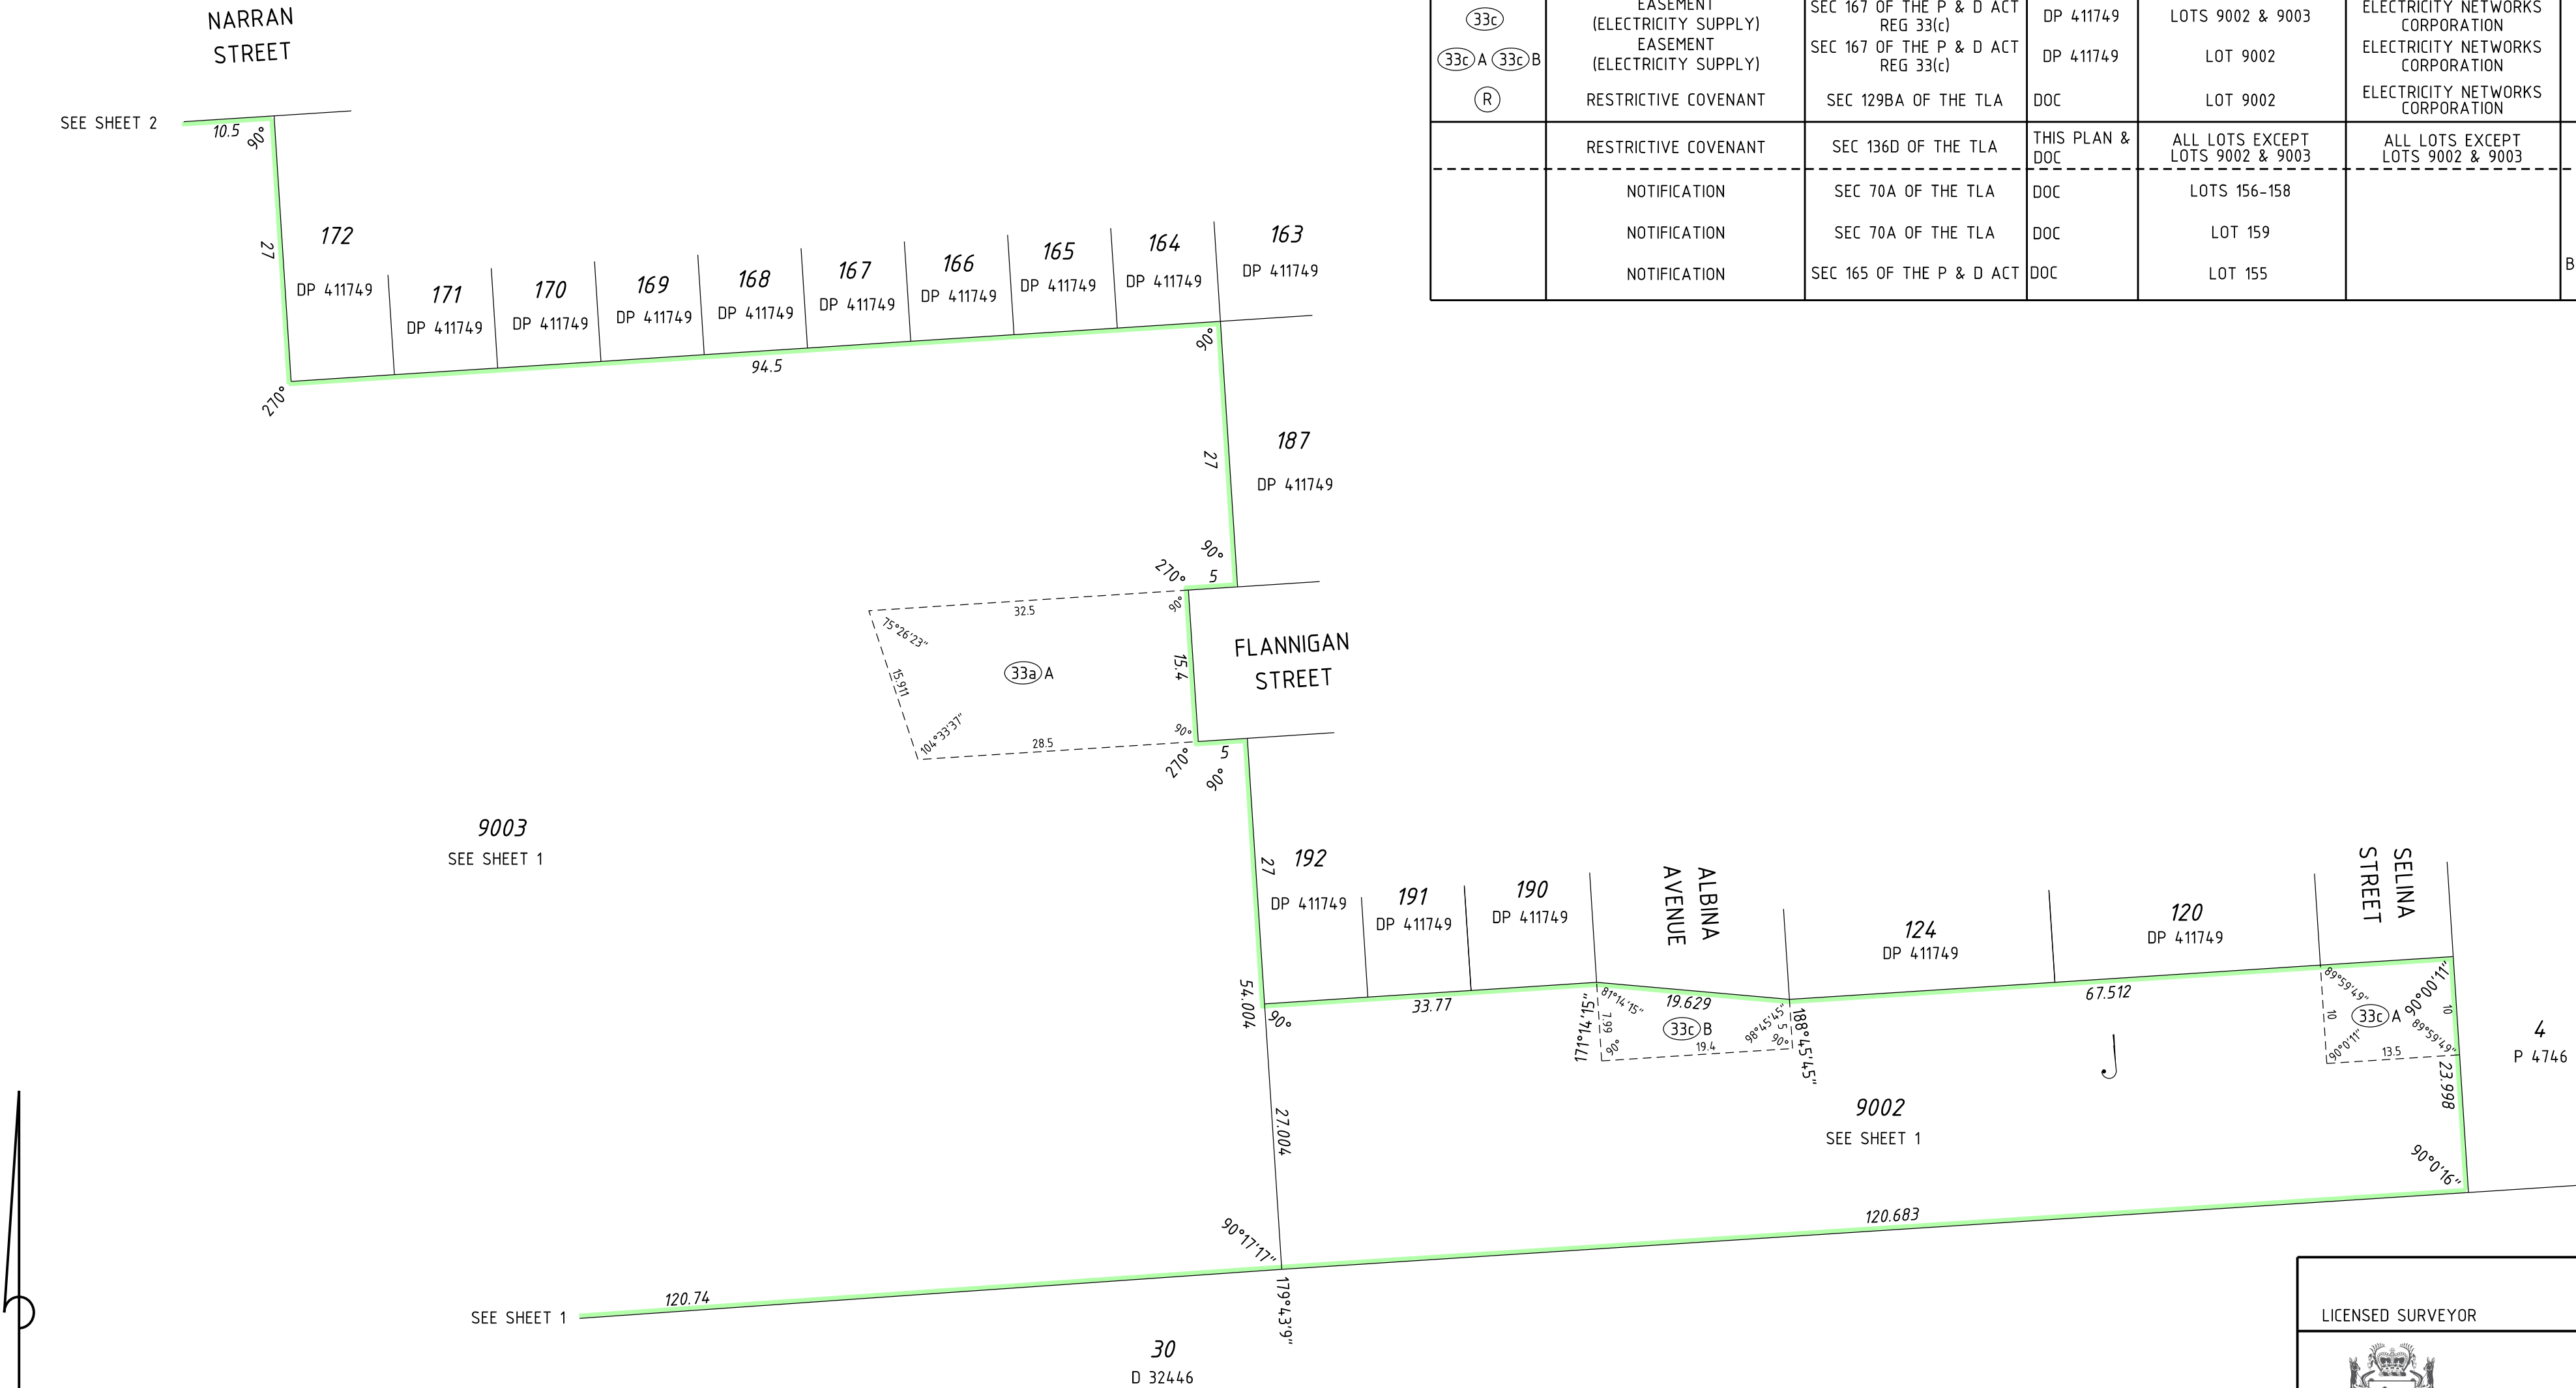 NARRAN
STREET
SEE SHEET 2
10.5
90°
27
172
DP 411749
171
DP 411749
170
DP 411749
169
DP 411749
168
DP 411749
167
DP 411749
166
DP 411749
165
DP 411749
164
DP 411749
163
DP 411749
94.5
270°
90°
27
187
DP 411749
90°
270°
5
90°
32.5
75°26'23"
15.911
33a A
15.4
104°33'37"
28.5
90°
270°
5
90°
FLANNIGAN
STREET
9003
SEE SHEET 1
27
192
DP 411749
191
DP 411749
190
DP 411749
ALBINA
AVENUE
124
DP 411749
120
DP 411749
SELINA
STREET
54.004
90°
33.77
171°14'15"
81°14'15"
19.629
7.99
33c B
98°45'45"
5
90°
90°
19.4
188°45'45"
67.512
89°59'49"
90°00'11"
10
33c A
10
90°0'11"
89°59'49"
13.5
23.998
4
P 4746
27.004
9002
SEE SHEET 1
90°0'16"
90°17'17"
120.683
120.74
SEE SHEET 1
179°43'9"
30
D 32446
33c
EASEMENT
(ELECTRICITY SUPPLY)
SEC 167 OF THE P & D ACT
REG 33(c)
DP 411749
LOTS 9002 & 9003
ELECTRICITY NETWORKS
CORPORATION
33c A 33c B
EASEMENT
(ELECTRICITY SUPPLY)
SEC 167 OF THE P & D ACT
REG 33(c)
DP 411749
LOT 9002
ELECTRICITY NETWORKS
CORPORATION
R
RESTRICTIVE COVENANT
SEC 129BA OF THE TLA
DOC
LOT 9002
ELECTRICITY NETWORKS
CORPORATION
RESTRICTIVE COVENANT
SEC 136D OF THE TLA
THIS PLAN &
DOC
ALL LOTS EXCEPT
LOTS 9002 & 9003
ALL LOTS EXCEPT
LOTS 9002 & 9003
NOTIFICATION
SEC 70A OF THE TLA
DOC
LOTS 156-158
NOTIFICATION
SEC 70A OF THE TLA
DOC
LOT 159
NOTIFICATION
SEC 165 OF THE P & D ACT
DOC
LOT 155
B
LICENSED SURVEYOR